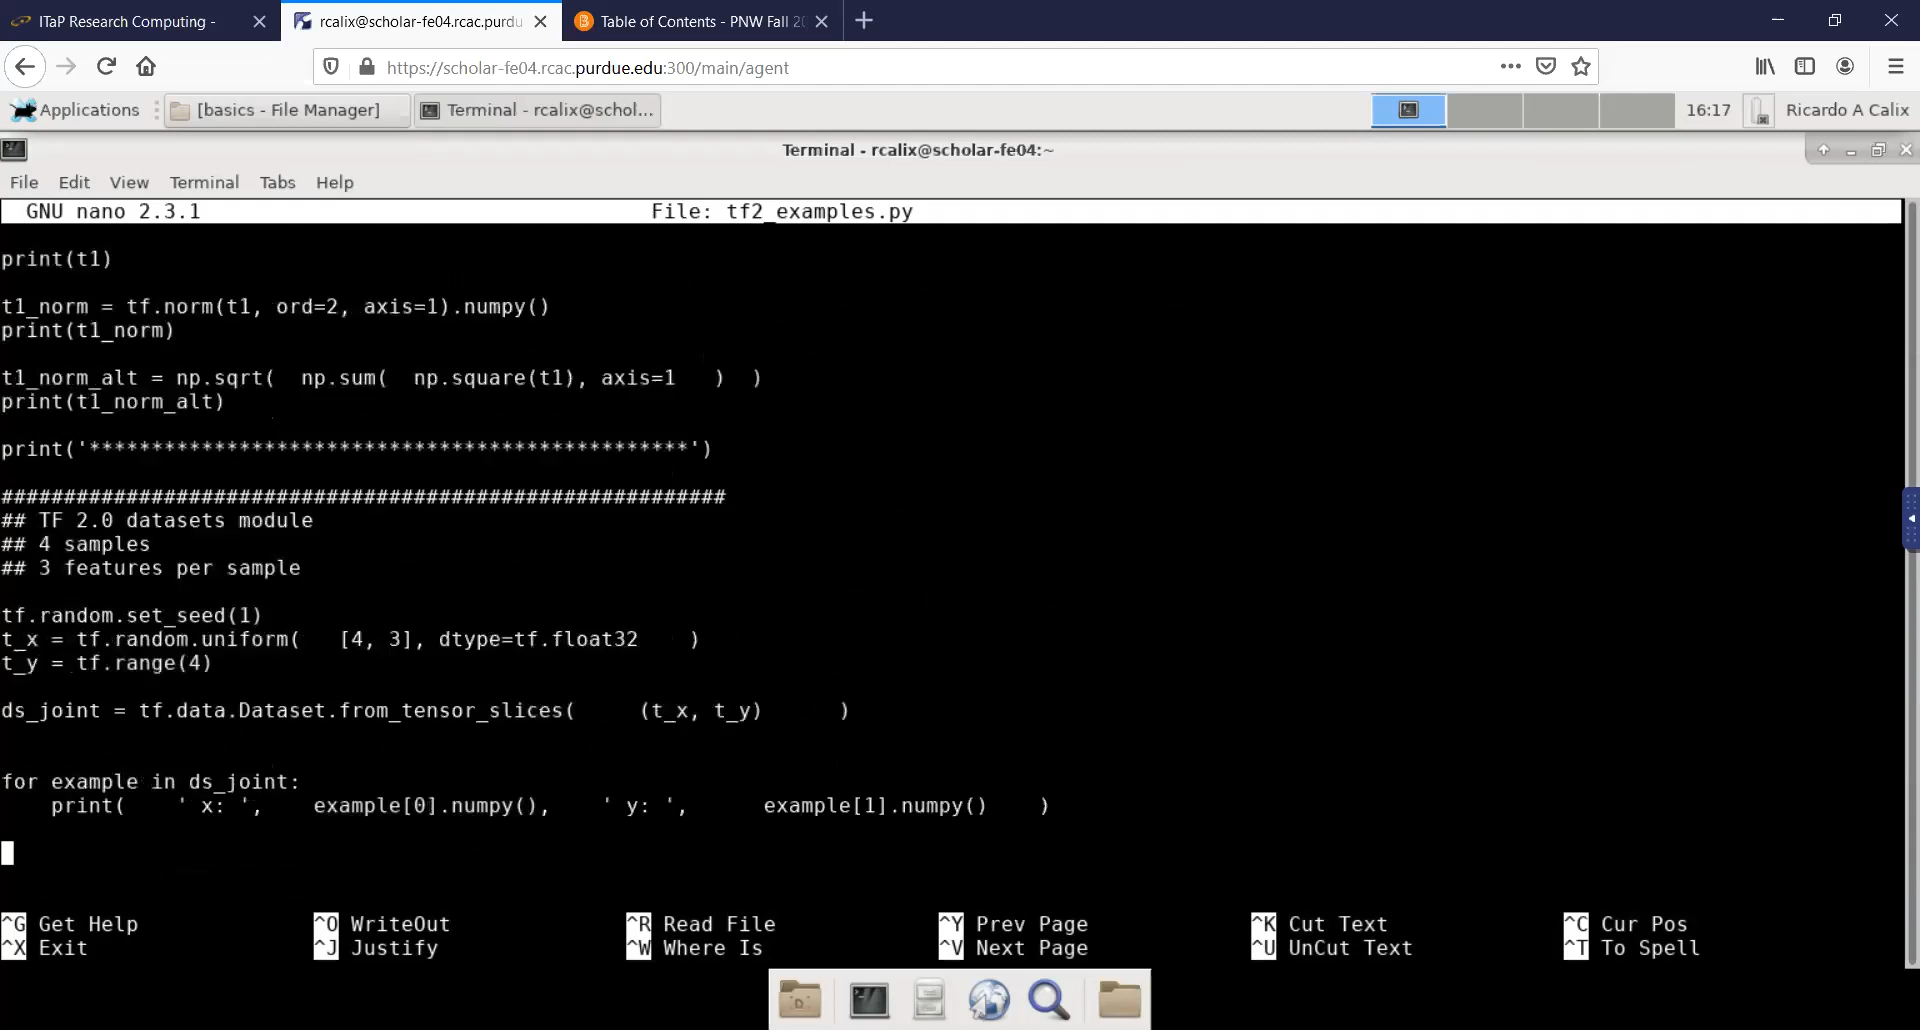 ITaP Research Computing -
rcalix@scholar-fe04.rcac.purdu
Table of Contents - PNW Fall 20
https://scholar-fe04.rcac.purdue.edu:300/main/agent
Applications
[basics - File Manager]
Terminal - rcalix@schol...
16:17
Ricardo A Calix
Terminal - rcalix@scholar-fe04:~
File Edit View Terminal Tabs Help
GNU nano 2.3.1 File: tf2_examples.py
print(t1)
t1_norm = tf.norm(t1, ord=2, axis=1).numpy()
print(t1_norm)
t1_norm_alt = np.sqrt(  np.sum(  np.square(t1), axis=1   )  )
print(t1_norm_alt)
print('************************************************')
##########################################################
## TF 2.0 datasets module
## 4 samples
## 3 features per sample
tf.random.set_seed(1)
t_x = tf.random.uniform(   [4, 3], dtype=tf.float32    )
t_y = tf.range(4)
ds_joint = tf.data.Dataset.from_tensor_slices(     (t_x, t_y)      )
for example in ds_joint:
    print(    ' x: ',    example[0].numpy(),    ' y: ',      example[1].numpy()    )
^G Get Help ^O WriteOut ^R Read File ^Y Prev Page ^K Cut Text ^C Cur Pos
^X Exit ^J Justify ^W Where Is ^V Next Page ^U UnCut Text ^T To Spell